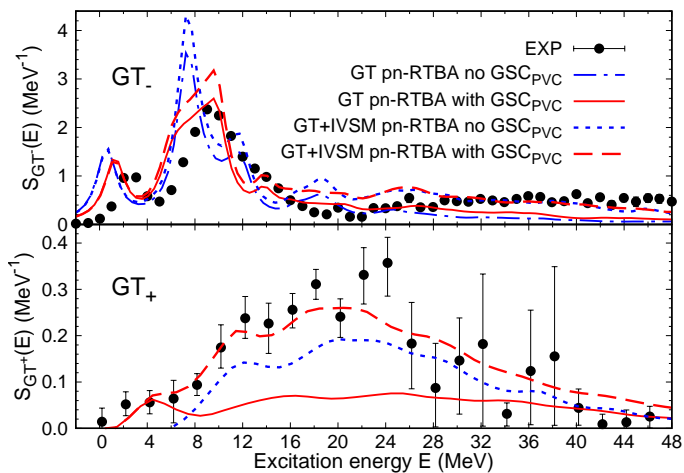 EXP
GT pn-RTBA no GSC_PVC
GT pn-RTBA with GSC_PVC
GT+IVSM pn-RTBA no GSC_PVC
GT+IVSM pn-RTBA with GSC_PVC
GT_-
S_GT^-(E) (MeV^-1)
4
3
2
1
0
GT_+
S_GT^+(E) (MeV^-1)
0.4
0.3
0.2
0.1
0.0
0 4 8 12 16 20 24 28 32 36 40 44 48
Excitation energy E (MeV)